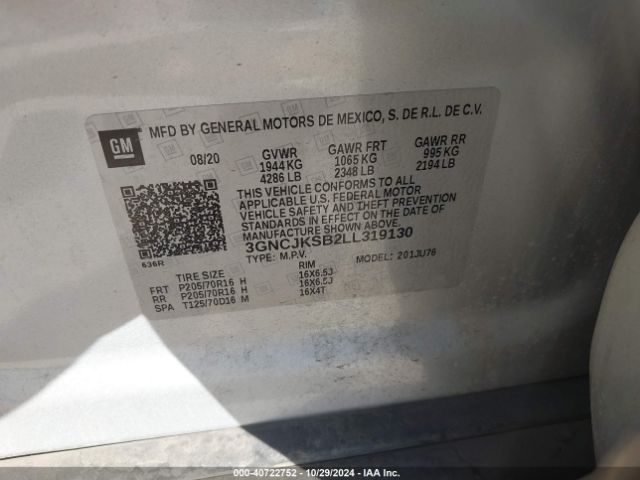 GM
MFD BY GENERAL MOTORS DE MEXICO, S. DE R.L. DE C.V.
08/20 GVWR GAWR FRT GAWR RR
1944 KG 1065 KG 995 KG
4286 LB 2348 LB 2194 LB
THIS VEHICLE CONFORMS TO ALL
APPLICABLE U.S. FEDERAL MOTOR
VEHICLE SAFETY AND THEFT PREVENTION
STANDARDS IN EFFECT ON THE DATE OF
MANUFACTURE SHOWN ABOVE.
3GNCJKSB2LL319130
TYPE: M.P.V. MODEL: 201JU76
636R
TIRE SIZE RIM
FRT P205/70R16 H 16X6.5J
RR P205/70R16 H 16X6.5J
SPA T125/70D16 M 16X4T
000-40722752 - 10/29/2024 - IAA Inc.